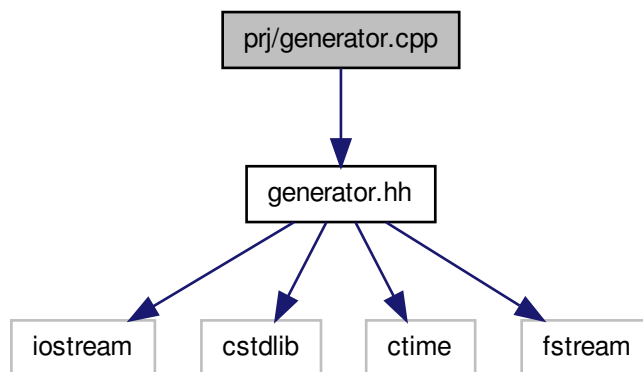 prj/generator.cpp
generator.hh
iostream
cstdlib
ctime
fstream